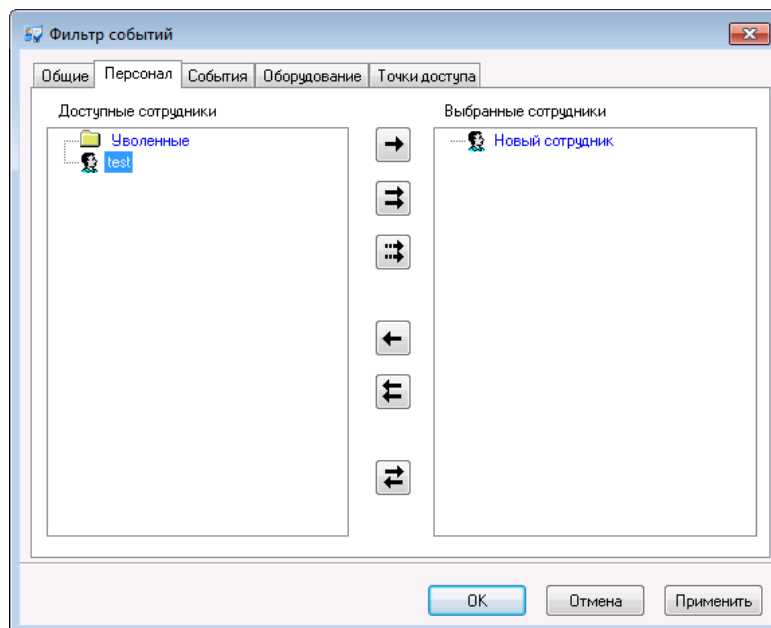 Фильтр событий
Общие Персонал События Оборудование Точки доступа
Доступные сотрудники Выбранные сотрудники
Уволенные Новый сотрудник
test
OK Отмена Применить